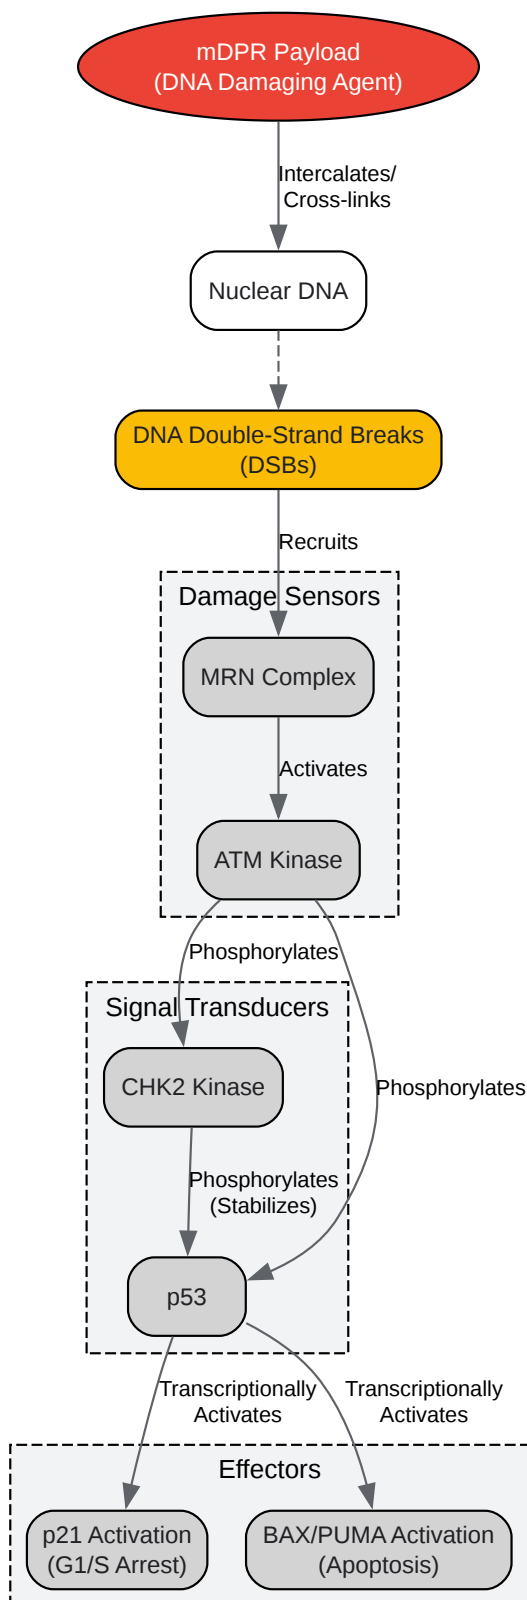 mDPR Payload
(DNA Damaging Agent)
Intercalates/
Cross-links
Nuclear DNA
DNA Double-Strand Breaks
(DSBs)
Recruits
Damage Sensors
MRN Complex
Activates
ATM Kinase
Phosphorylates
Signal Transducers
CHK2 Kinase
Phosphorylates
Phosphorylates
(Stabilizes)
p53
Transcriptionally
Activates
Transcriptionally
Activates
Effectors
p21 Activation
(G1/S Arrest)
BAX/PUMA Activation
(Apoptosis)